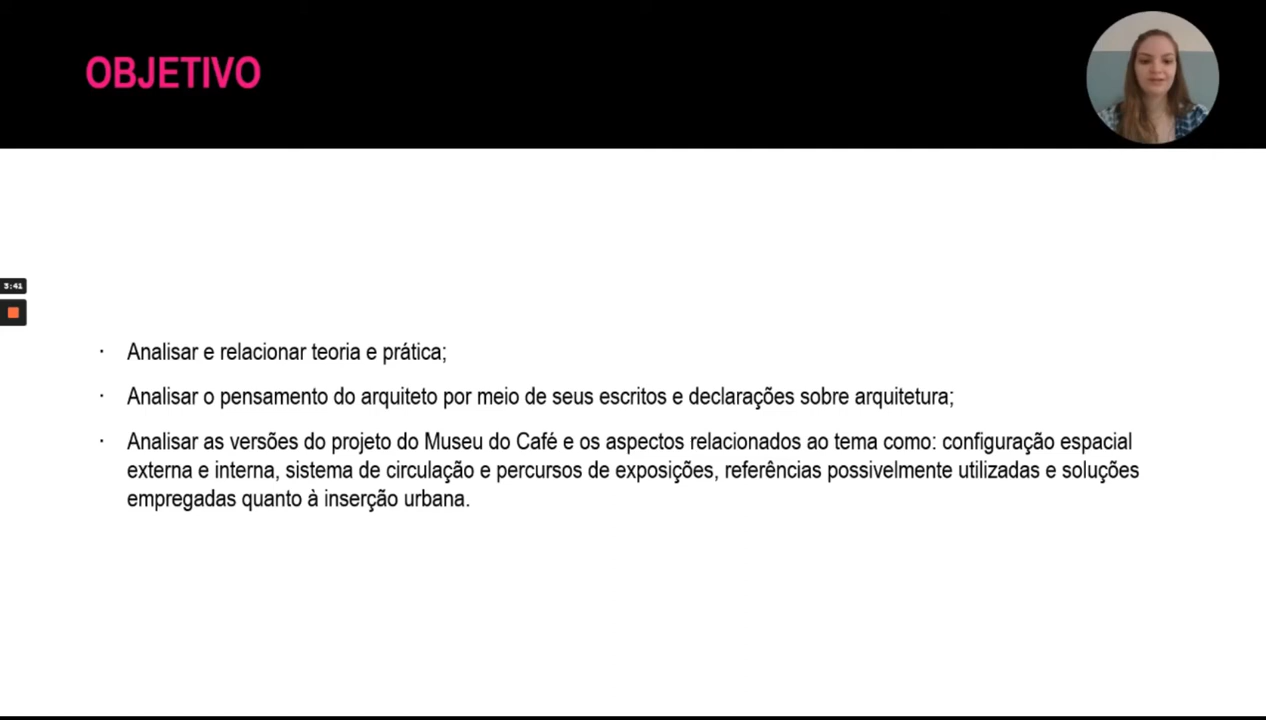 OBJETIVO
3:41
· Analisar e relacionar teoria e prática;
· Analisar o pensamento do arquiteto por meio de seus escritos e declarações sobre arquitetura;
· Analisar as versões do projeto do Museu do Café e os aspectos relacionados ao tema como: configuração espacial
externa e interna, sistema de circulação e percursos de exposições, referências possivelmente utilizadas e soluções
empregadas quanto à inserção urbana.